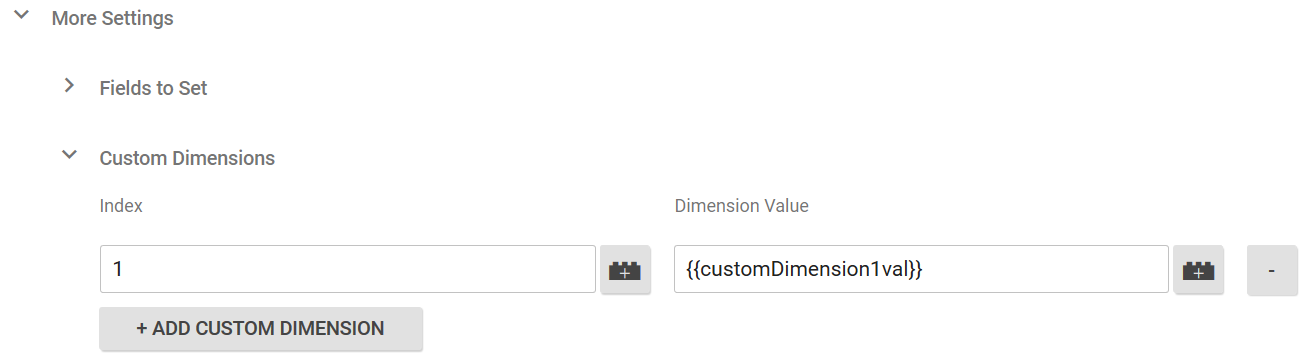 More Settings
Fields to Set
Custom Dimensions
Index Dimension Value
1 {{customDimension1val}} -
+ ADD CUSTOM DIMENSION